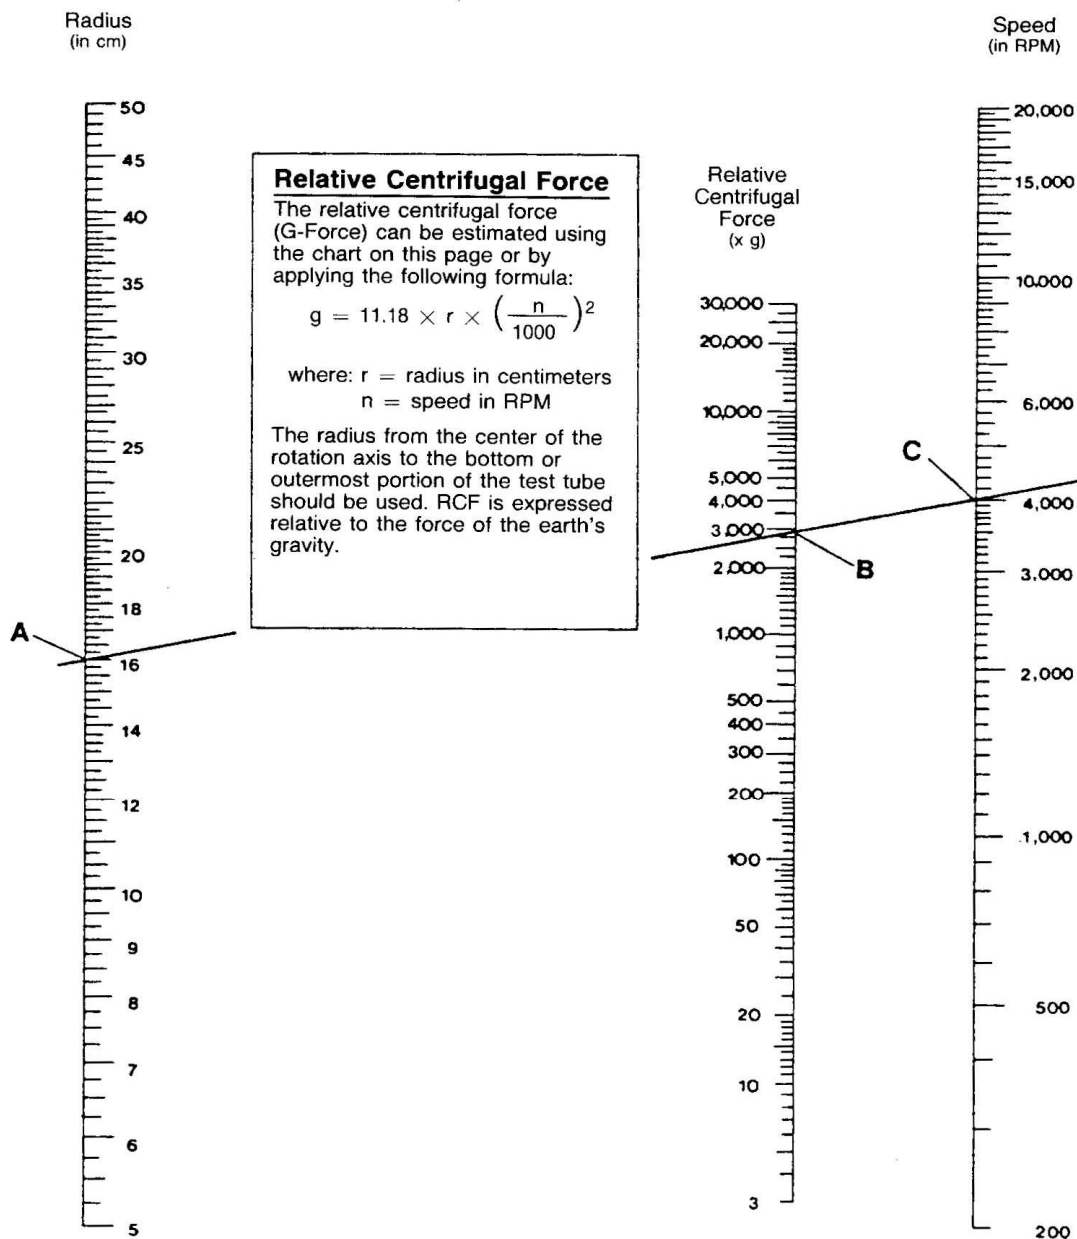 Radius
(in cm)
50
45
40
35
30
25
20
18
16
14
12
10
9
8
7
6
5
A
Relative Centrifugal Force
The relative centrifugal force
(G-Force) can be estimated using
the chart on this page or by
applying the following formula:
g = 11.18 × r × ( n / 1000 )²
where: r = radius in centimeters
n = speed in RPM
The radius from the center of the
rotation axis to the bottom or
outermost portion of the test tube
should be used. RCF is expressed
relative to the force of the earth's
gravity.
Relative
Centrifugal
Force
(x g)
30,000
20,000
10,000
5,000
4,000
3,000
2,000
1,000
500
400
300
200
100
50
20
10
3
B
Speed
(in RPM)
20,000
15,000
10,000
6,000
4,000
3.000
2,000
1,000
500
200
C